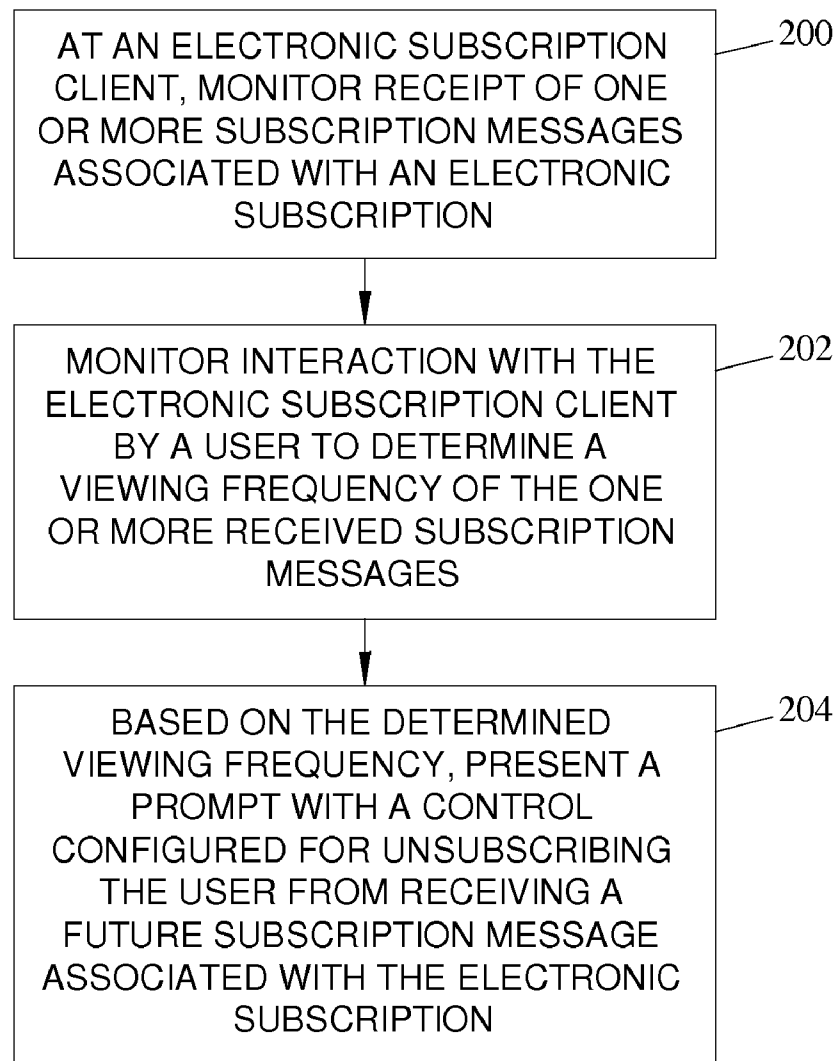 AT AN ELECTRONIC SUBSCRIPTION
CLIENT, MONITOR RECEIPT OF ONE
OR MORE SUBSCRIPTION MESSAGES
ASSOCIATED WITH AN ELECTRONIC
SUBSCRIPTION
200
MONITOR INTERACTION WITH THE
ELECTRONIC SUBSCRIPTION CLIENT
BY A USER TO DETERMINE A
VIEWING FREQUENCY OF THE ONE
OR MORE RECEIVED SUBSCRIPTION
MESSAGES
202
BASED ON THE DETERMINED
VIEWING FREQUENCY, PRESENT A
PROMPT WITH A CONTROL
CONFIGURED FOR UNSUBSCRIBING
THE USER FROM RECEIVING A
FUTURE SUBSCRIPTION MESSAGE
ASSOCIATED WITH THE ELECTRONIC
SUBSCRIPTION
204